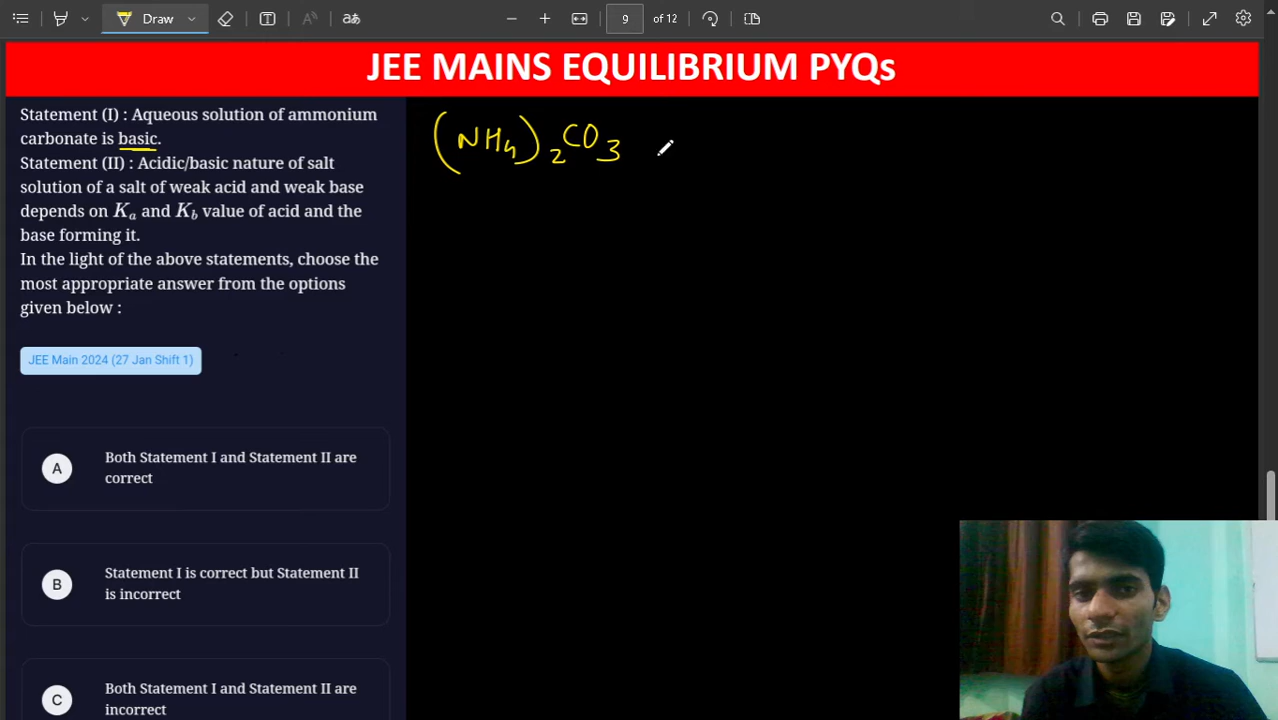 Draw
9 of 12
JEE MAINS EQUILIBRIUM PYQs
Statement (I) : Aqueous solution of ammonium
carbonate is basic.
Statement (II) : Acidic/basic nature of salt
solution of a salt of weak acid and weak base
depends on Kₐ and K_b value of acid and the
base forming it.
In the light of the above statements, choose the
most appropriate answer from the options
given below :
JEE Main 2024 (27 Jan Shift 1)
A Both Statement I and Statement II are
correct
B Statement I is correct but Statement II
is incorrect
C Both Statement I and Statement II are
incorrect
(NH₄)₂CO₃